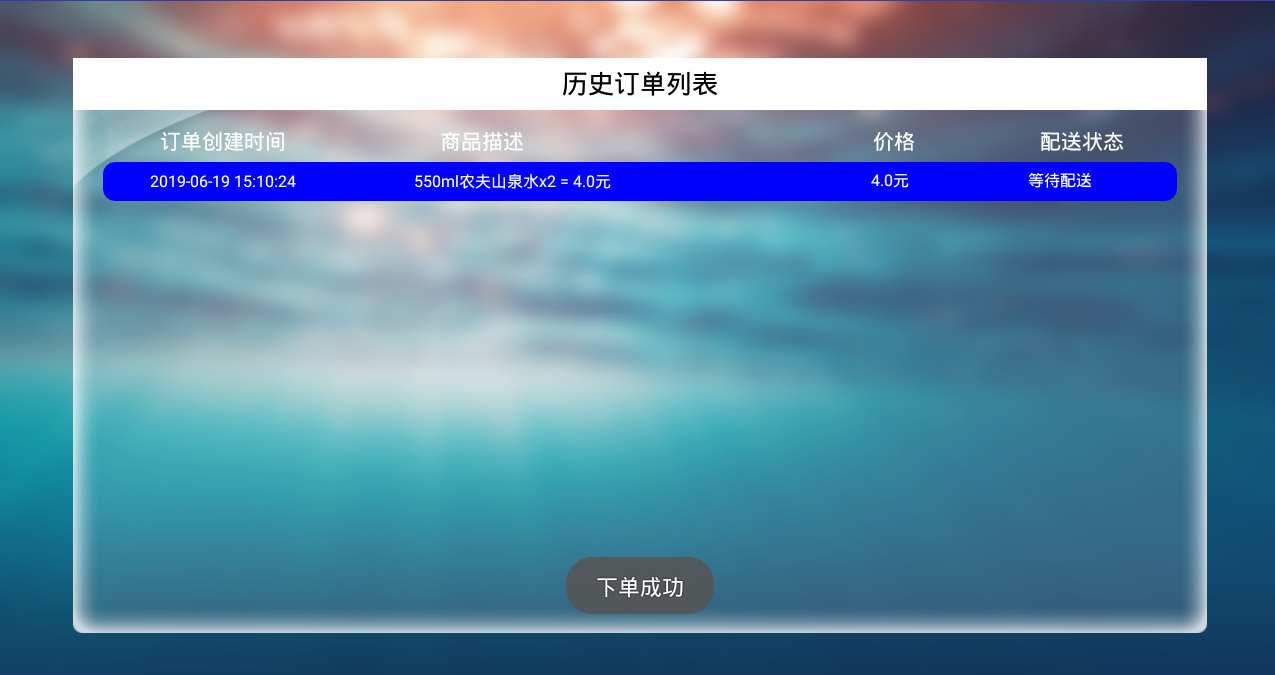 历史订单列表
订单创建时间 商品描述 价格 配送状态
2019-06-19 15:10:24 550ml农夫山泉水x2 = 4.0元 4.0元 等待配送
下单成功